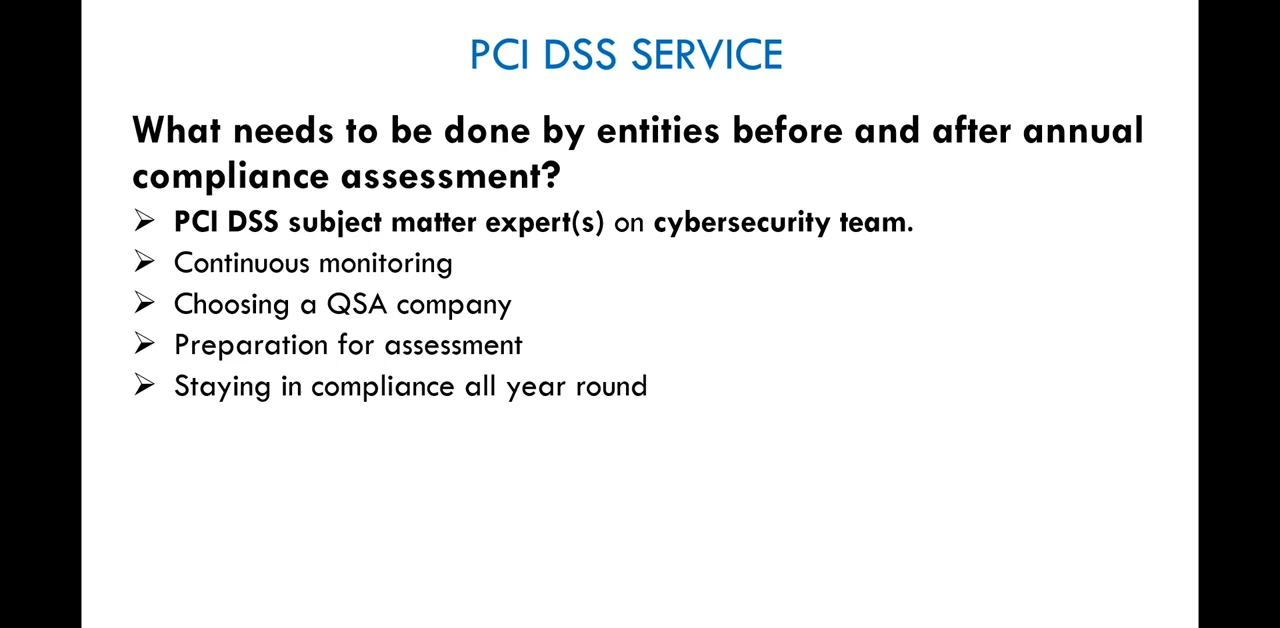 PCI DSS SERVICE
What needs to be done by entities before and after annual
compliance assessment?
➢ PCI DSS subject matter expert(s) on cybersecurity team.
➢ Continuous monitoring
➢ Choosing a QSA company
➢ Preparation for assessment
➢ Staying in compliance all year round